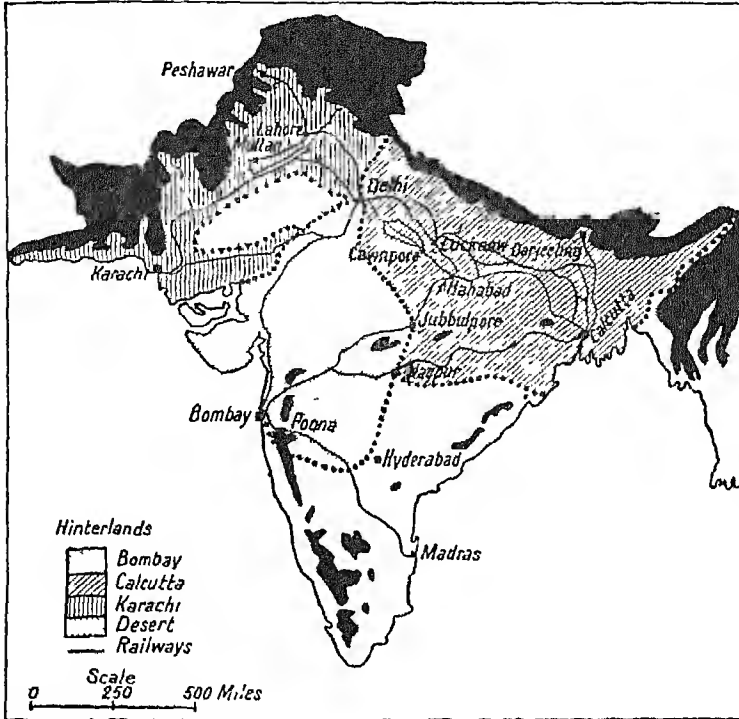 Peshawar
Lahore
Delhi
Karachi
Cawnpore
Lucknow
Darjeeling
Allahabad
Jubbulpore
Calcutta
Nagpur
Bombay
Poona
Hyderabad
Madras
Hinterlands
Bombay
Calcutta
Karachi
Desert
Railways
Scale
0 250 500 Miles